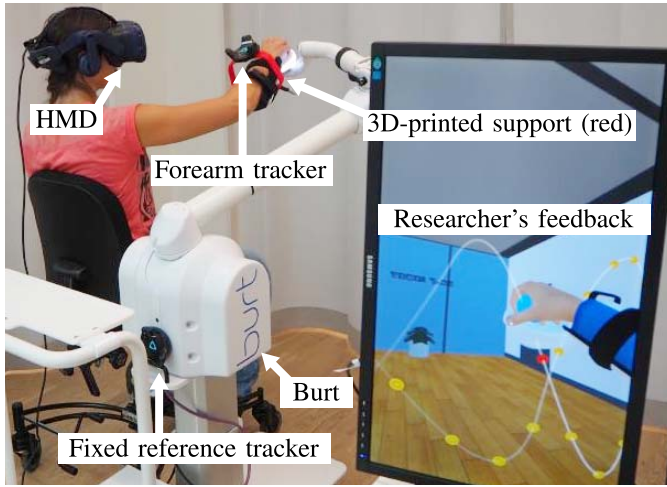 HMD
3D-printed support (red)
Forearm tracker
Researcher's feedback
SAMSUNG
burt
Burt
Fixed reference tracker